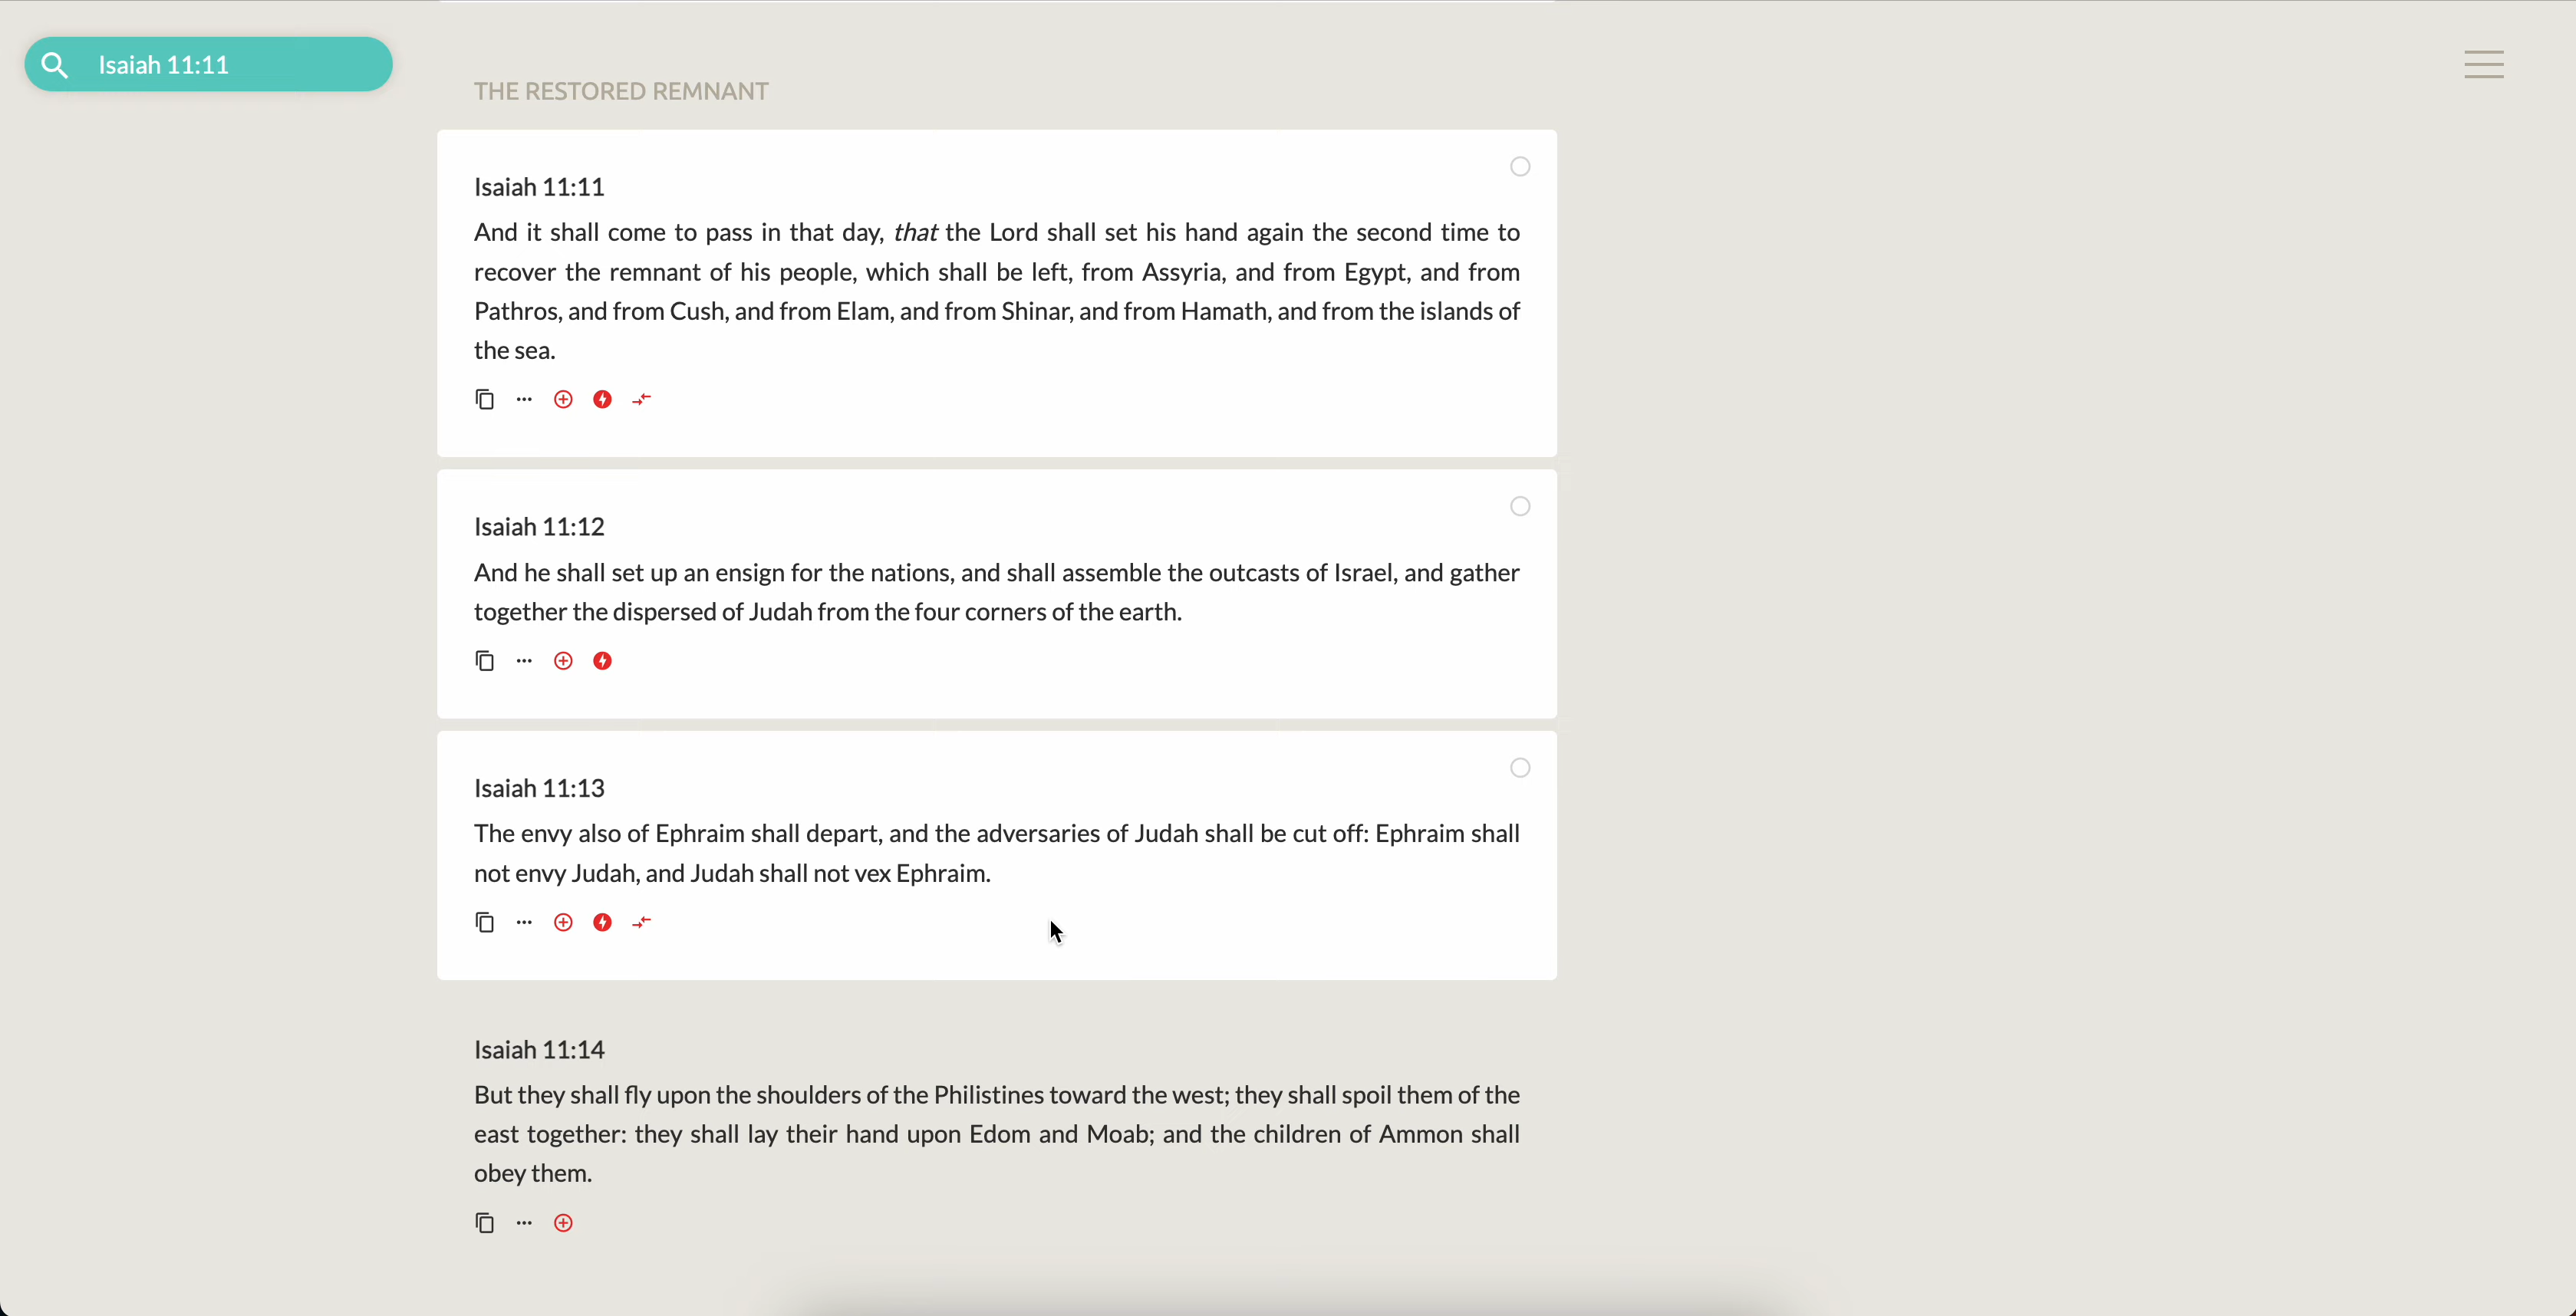 Isaiah 11:11
THE RESTORED REMNANT
Isaiah 11:11
And it shall come to pass in that day, that the Lord shall set his hand again the second time to
recover the remnant of his people, which shall be left, from Assyria, and from Egypt, and from
Pathros, and from Cush, and from Elam, and from Shinar, and from Hamath, and from the islands of
the sea.
Isaiah 11:12
And he shall set up an ensign for the nations, and shall assemble the outcasts of Israel, and gather
together the dispersed of Judah from the four corners of the earth.
Isaiah 11:13
The envy also of Ephraim shall depart, and the adversaries of Judah shall be cut off: Ephraim shall
not envy Judah, and Judah shall not vex Ephraim.
Isaiah 11:14
But they shall fly upon the shoulders of the Philistines toward the west; they shall spoil them of the
east together: they shall lay their hand upon Edom and Moab; and the children of Ammon shall
obey them.